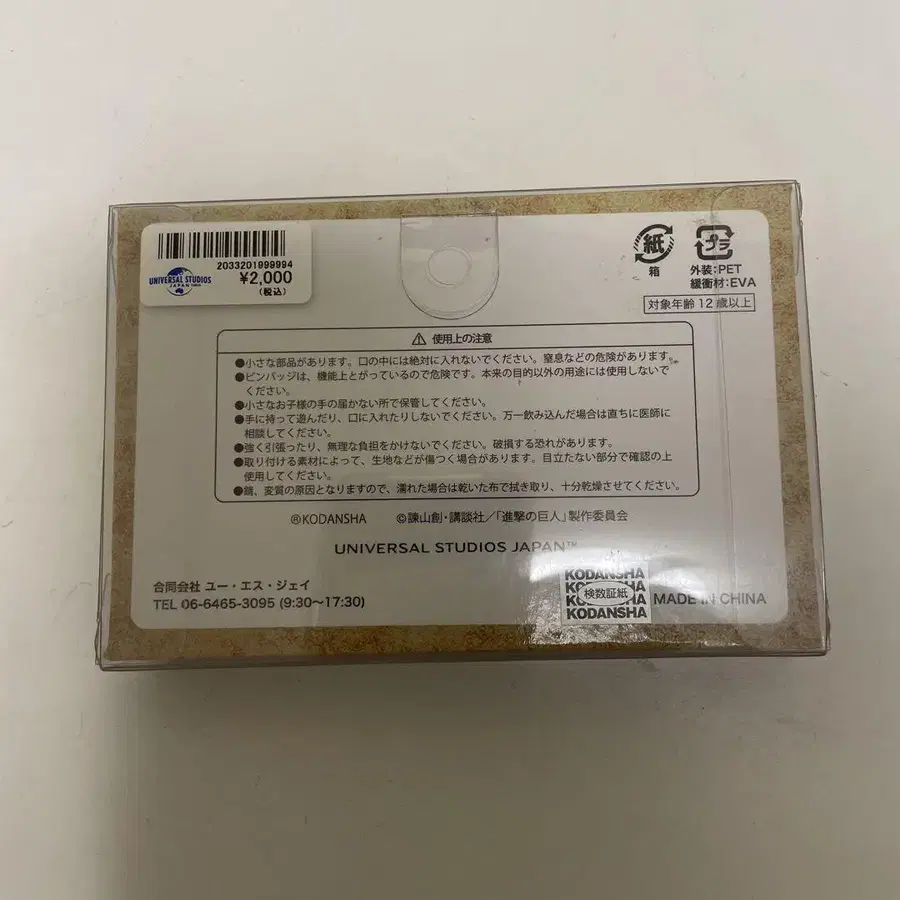 2033201999994
UNIVERSAL STUDIOS
JAPAN
¥2,000
(税込)
紙
箱
プラ
外装:PET
緩衝材:EVA
対象年齢12歳以上
使用上の注意
●小さな部品があります。口の中には絶対に入れないでください。窒息などの危険があります。
●ピンバッジは、機能上とがっているので危険です。本来の目的以外の用途には使用しないで
ください。
●小さなお子様の手の届かない所で保管してください。
●手に持って遊んだり、口に入れたりしないでください。万一飲み込んだ場合は直ちに医師に
相談してください。
●強く引張ったり、無理な負担をかけないでください。破損する恐れがあります。
●取り付ける素材によって、生地などが傷つく場合があります。目立たない部分で確認の上
使用してください。
●錆、変質の原因となりますので、濡れた場合は乾いた布で拭き取り、十分乾燥させてください。
®KODANSHA ©諫山創・講談社/「進撃の巨人」製作委員会
UNIVERSAL STUDIOS JAPAN™
合同会社 ユー・エス・ジェイ
TEL 06-6465-3095 (9:30〜17:30)
KODANSHA
検数証紙
KODANSHA
MADE IN CHINA